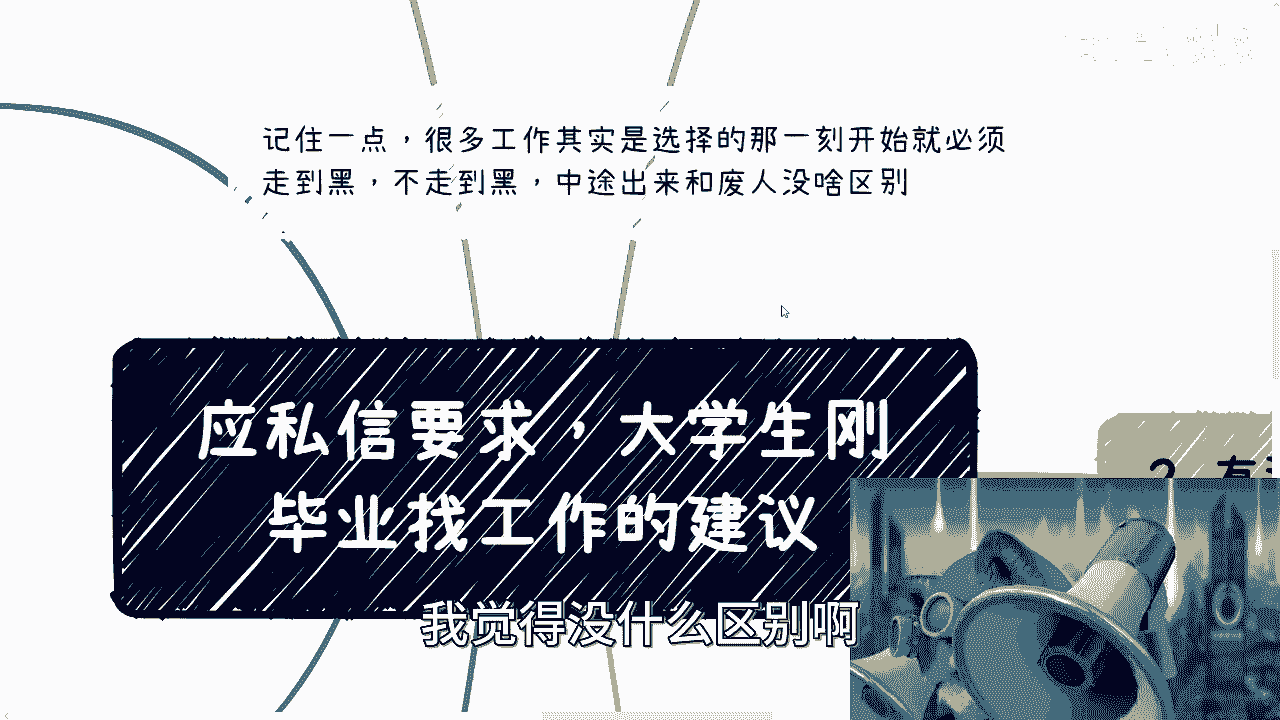 记住一点，很多工作其实是选择的那一刻开始就必须
走到黑，不走到黑，中途出来和废人没啥区别
应私信要求，大学生刚
毕业找工作的建议
2 有
我觉得没什么区别啊